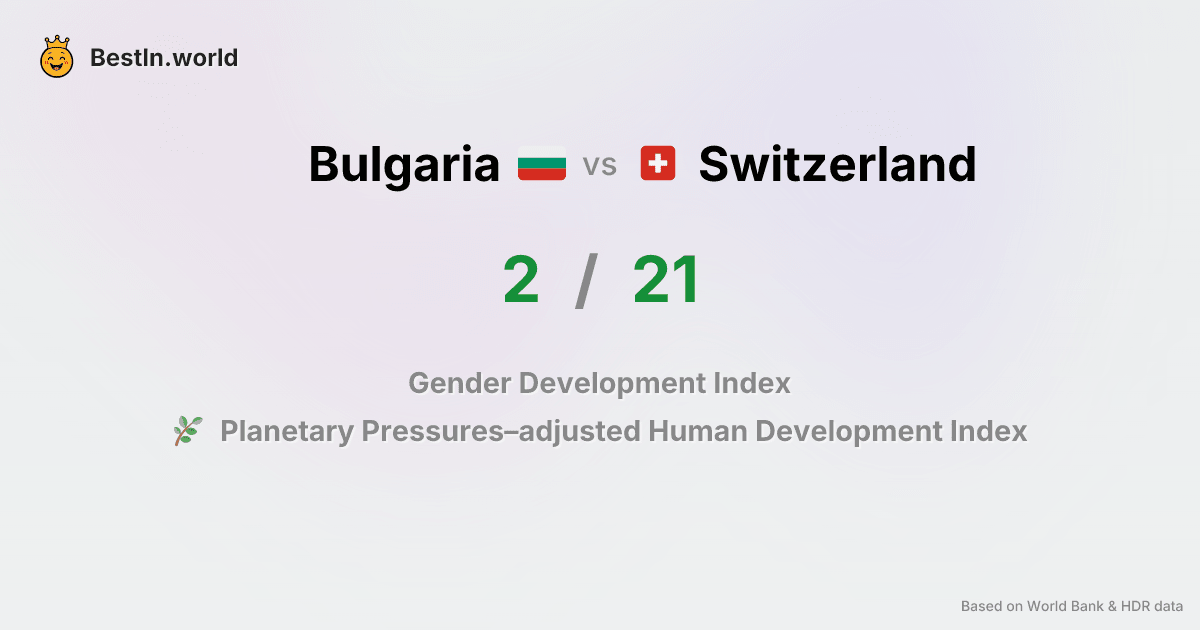 BestIn.world
Bulgaria vs Switzerland
2 / 21
Gender Development Index
Planetary Pressures–adjusted Human Development Index
Based on World Bank & HDR data